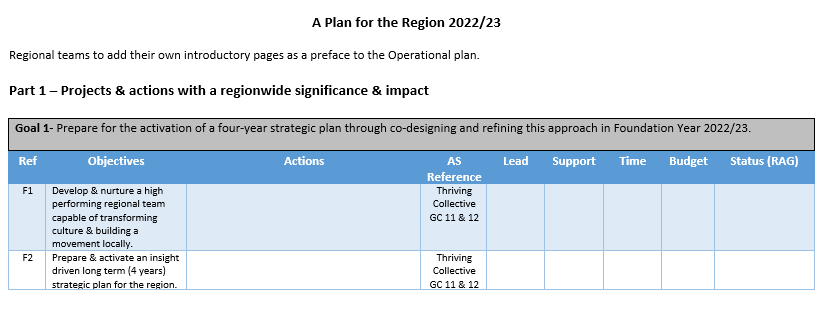 A Plan for the Region 2022/23
Regional teams to add their own introductory pages as a preface to the Operational plan.
Part 1 – Projects & actions with a regionwide significance & impact
Goal 1- Prepare for the activation of a four-year strategic plan through co-designing and refining this approach in Foundation Year 2022/23.
Ref Objectives Actions AS Reference Lead Support Time Budget Status (RAG)
F1 Develop & nurture a high performing regional team capable of transforming culture & building a movement locally. Thriving Collective GC 11 & 12
F2 Prepare & activate an insight driven long term (4 years) strategic plan for the region. Thriving Collective GC 11 & 12